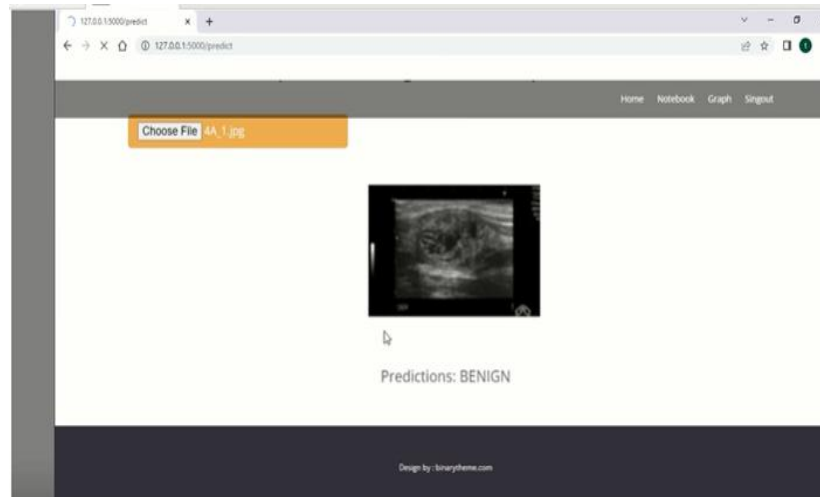 127.0.0.1:5000/predict
127.0.0.1:5000/predict
Home Notebook Graph Singout
Choose File 4A_1.jpg
Predictions: BENIGN
Design by : binarytheme.com